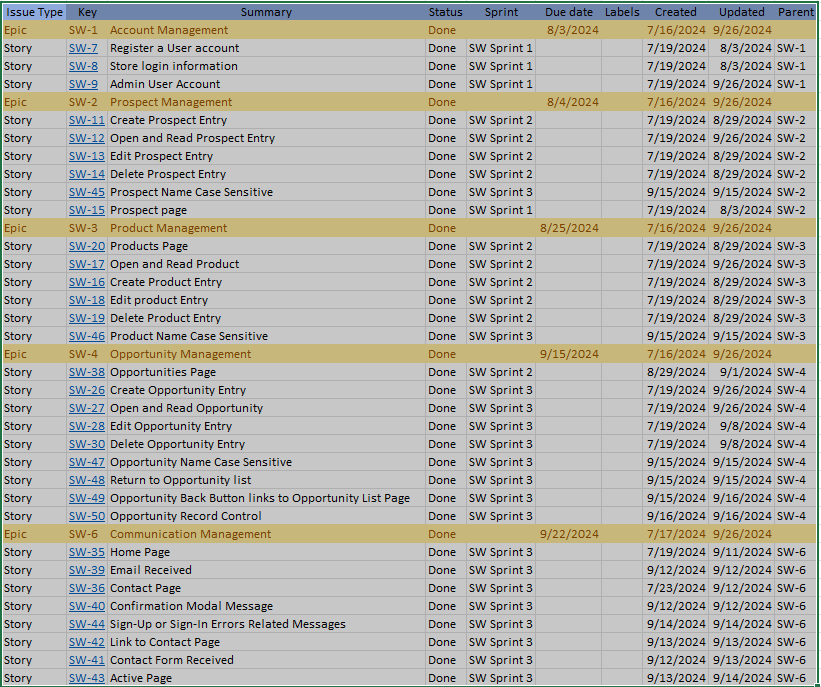 Issue Type Key Summary Status Sprint Due date Labels Created Updated Parent
Epic SW-1 Account Management Done 8/3/2024 7/16/2024 9/26/2024
Story SW-7 Register a User account Done SW Sprint 1 7/19/2024 8/3/2024 SW-1
Story SW-8 Store login information Done SW Sprint 1 7/19/2024 8/3/2024 SW-1
Story SW-9 Admin User Account Done SW Sprint 1 7/19/2024 9/26/2024 SW-1
Epic SW-2 Prospect Management Done 8/4/2024 7/16/2024 9/26/2024
Story SW-11 Create Prospect Entry Done SW Sprint 2 7/19/2024 8/29/2024 SW-2
Story SW-12 Open and Read Prospect Entry Done SW Sprint 2 7/19/2024 9/26/2024 SW-2
Story SW-13 Edit Prospect Entry Done SW Sprint 2 7/19/2024 8/29/2024 SW-2
Story SW-14 Delete Prospect Entry Done SW Sprint 2 7/19/2024 8/29/2024 SW-2
Story SW-45 Prospect Name Case Sensitive Done SW Sprint 3 9/15/2024 9/15/2024 SW-2
Story SW-15 Prospect page Done SW Sprint 1 7/19/2024 8/3/2024 SW-2
Epic SW-3 Product Management Done 8/25/2024 7/16/2024 9/26/2024
Story SW-20 Products Page Done SW Sprint 2 7/19/2024 8/29/2024 SW-3
Story SW-17 Open and Read Product Done SW Sprint 2 7/19/2024 9/26/2024 SW-3
Story SW-16 Create Product Entry Done SW Sprint 2 7/19/2024 8/29/2024 SW-3
Story SW-18 Edit product Entry Done SW Sprint 2 7/19/2024 8/29/2024 SW-3
Story SW-19 Delete Product Entry Done SW Sprint 2 7/19/2024 8/29/2024 SW-3
Story SW-46 Product Name Case Sensitive Done SW Sprint 3 9/15/2024 9/15/2024 SW-3
Epic SW-4 Opportunity Management Done 9/15/2024 7/16/2024 9/26/2024
Story SW-38 Opportunities Page Done SW Sprint 2 8/29/2024 9/1/2024 SW-4
Story SW-26 Create Opportunity Entry Done SW Sprint 3 7/19/2024 9/26/2024 SW-4
Story SW-27 Open and Read Opportunity Done SW Sprint 3 7/19/2024 9/26/2024 SW-4
Story SW-28 Edit Opportunity Entry Done SW Sprint 3 7/19/2024 9/8/2024 SW-4
Story SW-30 Delete Opportunity Entry Done SW Sprint 3 7/19/2024 9/8/2024 SW-4
Story SW-47 Opportunity Name Case Sensitive Done SW Sprint 3 9/15/2024 9/15/2024 SW-4
Story SW-48 Return to Opportunity list Done SW Sprint 3 9/15/2024 9/15/2024 SW-4
Story SW-49 Opportunity Back Button links to Opportunity List Page Done SW Sprint 3 9/15/2024 9/16/2024 SW-4
Story SW-50 Opportunity Record Control Done SW Sprint 3 9/16/2024 9/16/2024 SW-4
Epic SW-6 Communication Management Done 9/22/2024 7/17/2024 9/26/2024
Story SW-35 Home Page Done SW Sprint 3 7/19/2024 9/11/2024 SW-6
Story SW-39 Email Received Done SW Sprint 3 9/12/2024 9/12/2024 SW-6
Story SW-36 Contact Page Done SW Sprint 3 7/23/2024 9/12/2024 SW-6
Story SW-40 Confirmation Modal Message Done SW Sprint 3 9/12/2024 9/12/2024 SW-6
Story SW-44 Sign-Up or Sign-In Errors Related Messages Done SW Sprint 3 9/14/2024 9/14/2024 SW-6
Story SW-42 Link to Contact Page Done SW Sprint 3 9/13/2024 9/13/2024 SW-6
Story SW-41 Contact Form Received Done SW Sprint 3 9/12/2024 9/13/2024 SW-6
Story SW-43 Active Page Done SW Sprint 3 9/13/2024 9/14/2024 SW-6